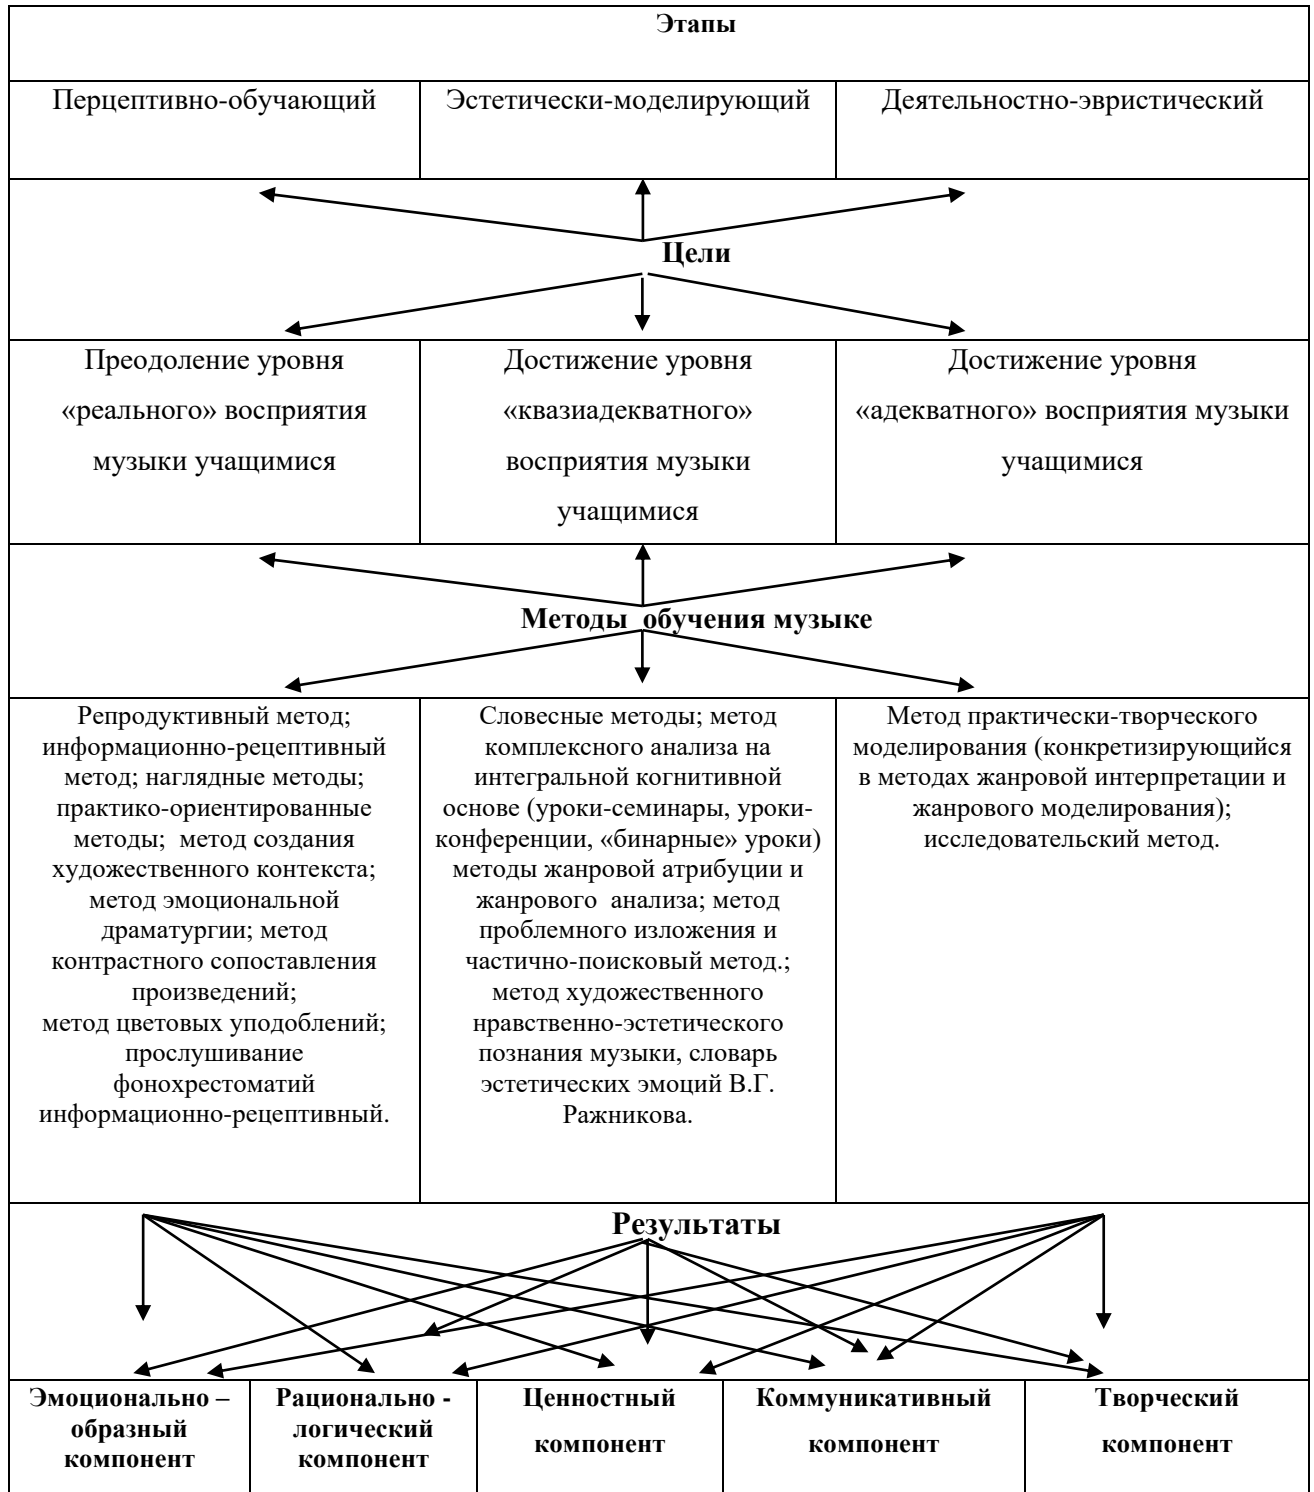 Этапы
Перцептивно-обучающий
Эстетически-моделирующий
Деятельностно-эвристический
Цели
Преодоление уровня
«реального» восприятия
музыки учащимися
Достижение уровня
«квазиадекватного»
восприятия музыки
учащимися
Достижение уровня
«адекватного» восприятия музыки
учащимися
Методы обучения музыке
Репродуктивный метод;
информационно-рецептивный
метод; наглядные методы;
практико-ориентированные
методы; метод создания
художественного контекста;
метод эмоциональной
драматургии; метод
контрастного сопоставления
произведений;
метод цветовых уподоблений;
прослушивание
фонохрестоматий
информационно-рецептивный.
Словесные методы; метод
комплексного анализа на
интегральной когнитивной
основе (уроки-семинары, уроки-
конференции, «бинарные» уроки)
методы жанровой атрибуции и
жанрового анализа; метод
проблемного изложения и
частично-поисковый метод.;
метод художественного
нравственно-эстетического
познания музыки, словарь
эстетических эмоций В.Г.
Ражникова.
Метод практически-творческого
моделирования (конкретизирующийся
в методах жанровой интерпретации и
жанрового моделирования);
исследовательский метод.
Результаты
Эмоционально –
образный
компонент
Рационально -
логический
компонент
Ценностный
компонент
Коммуникативный
компонент
Творческий
компонент